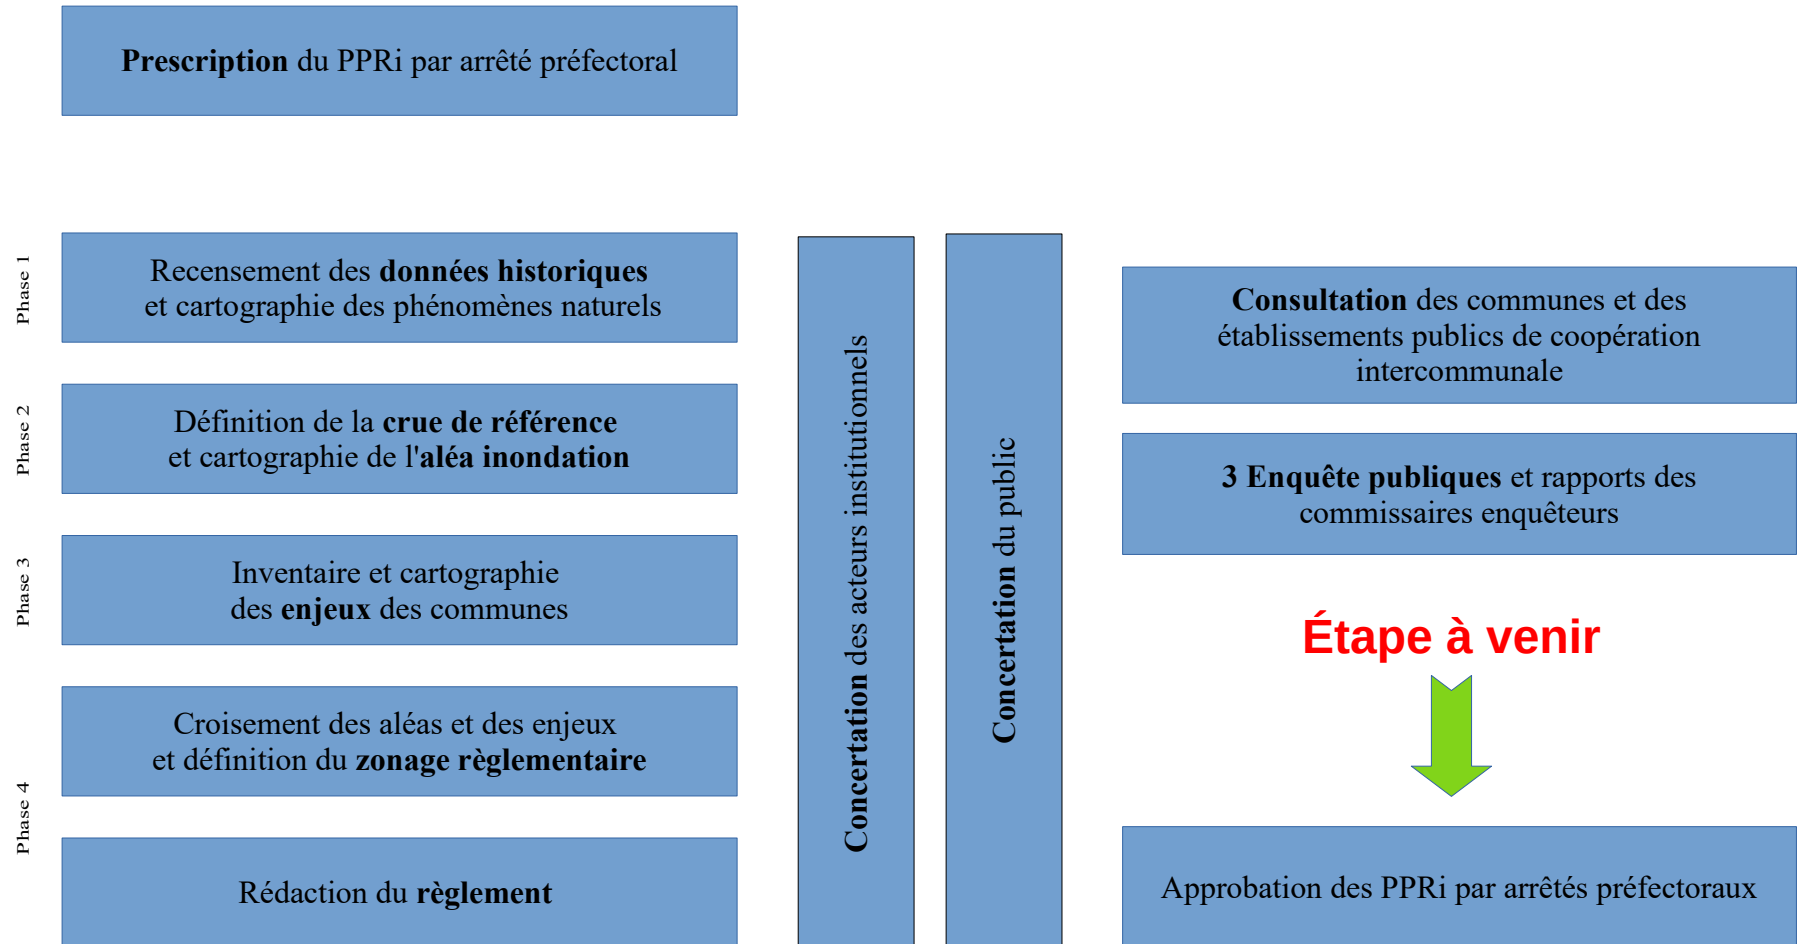 Prescription du PPRi par arrêté préfectoral
Phase 1
Recensement des données historiques
et cartographie des phénomènes naturels
Phase 2
Définition de la crue de référence
et cartographie de l'aléa inondation
Phase 3
Inventaire et cartographie
des enjeux des communes
Phase 4
Croisement des aléas et des enjeux
et définition du zonage règlementaire
Rédaction du règlement
Concertation des acteurs institutionnels
Concertation du public
Consultation des communes et des
établissements publics de coopération
intercommunale
3 Enquête publiques et rapports des
commissaires enquêteurs
Étape à venir
Approbation des PPRi par arrêtés préfectoraux